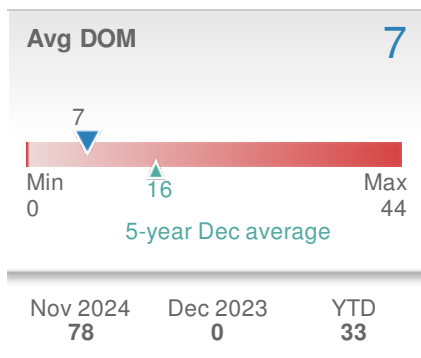 Avg DOM 7
7
Min 16 Max
0 44
5-year Dec average
Nov 2024 Dec 2023 YTD
78 0 33